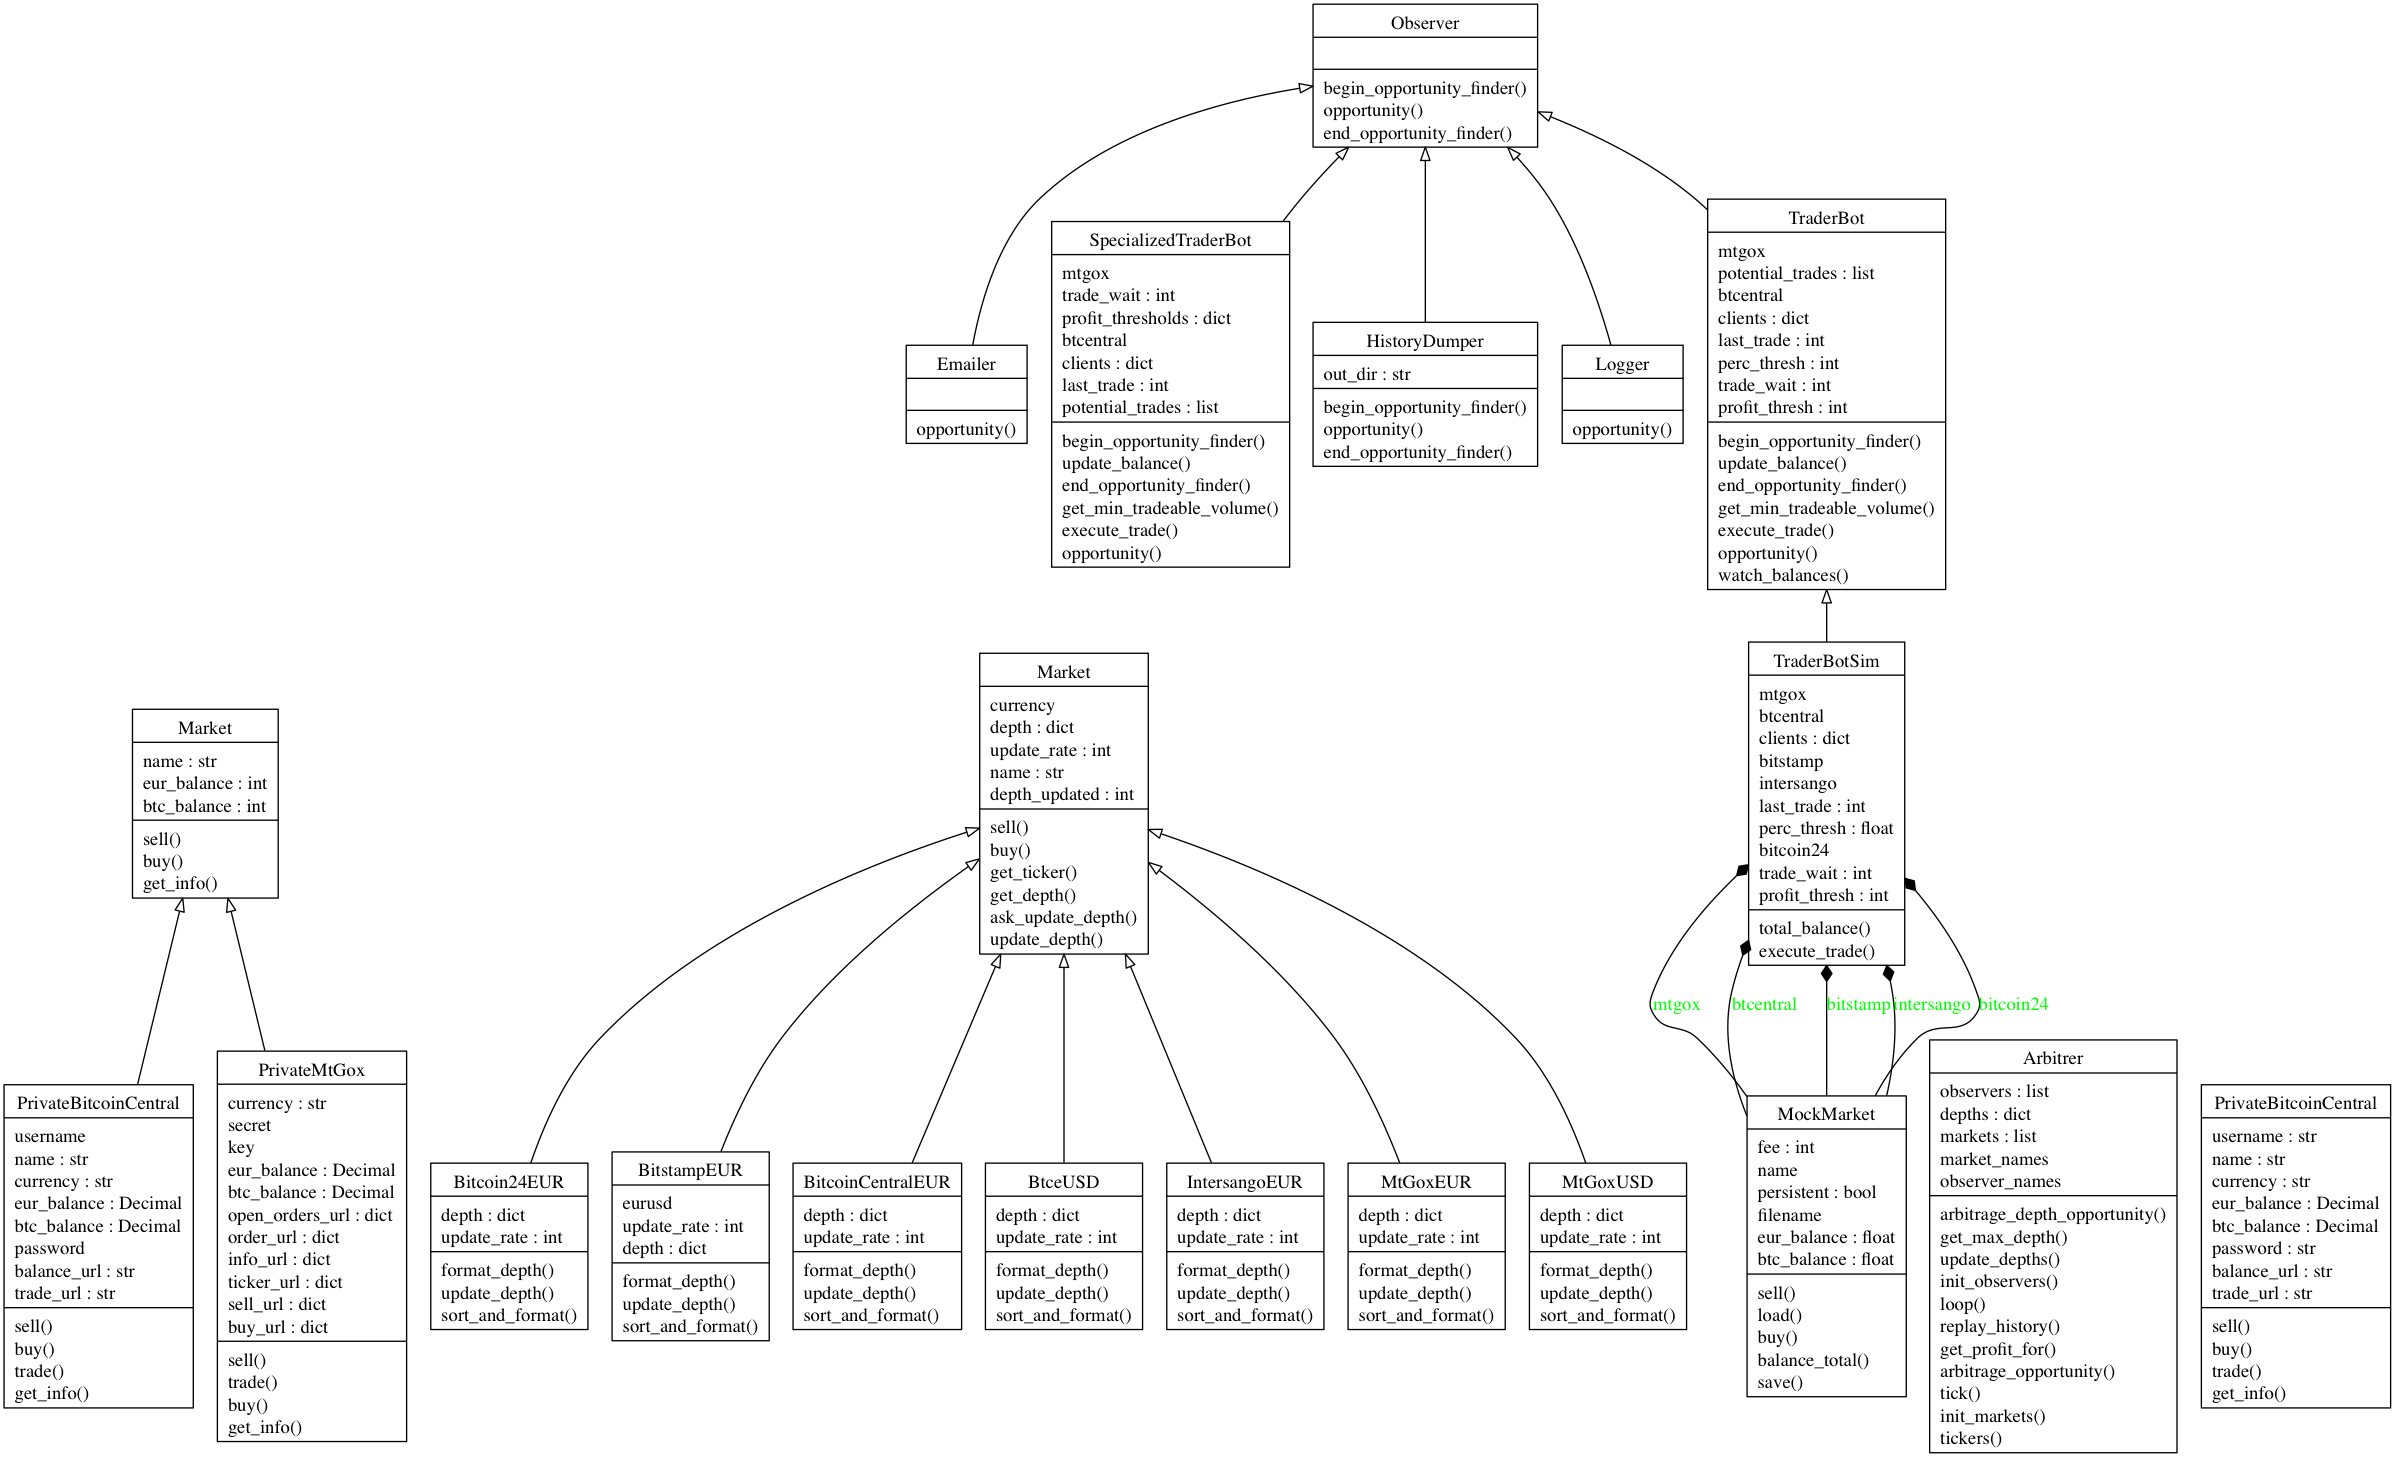 Observer
begin_opportunity_finder()
opportunity()
end_opportunity_finder()
Emailer
opportunity()
SpecializedTraderBot
mtgox
trade_wait : int
profit_thresholds : dict
btcentral
clients : dict
last_trade : int
potential_trades : list
begin_opportunity_finder()
update_balance()
end_opportunity_finder()
get_min_tradeable_volume()
execute_trade()
opportunity()
HistoryDumper
out_dir : str
begin_opportunity_finder()
opportunity()
end_opportunity_finder()
Logger
opportunity()
TraderBot
mtgox
potential_trades : list
btcentral
clients : dict
last_trade : int
perc_thresh : int
trade_wait : int
profit_thresh : int
begin_opportunity_finder()
update_balance()
end_opportunity_finder()
get_min_tradeable_volume()
execute_trade()
opportunity()
watch_balances()
Market
name : str
eur_balance : int
btc_balance : int
sell()
buy()
get_info()
Market
currency
depth : dict
update_rate : int
name : str
depth_updated : int
sell()
buy()
get_ticker()
get_depth()
ask_update_depth()
update_depth()
TraderBotSim
mtgox
btcentral
clients : dict
bitstamp
intersango
last_trade : int
perc_thresh : float
bitcoin24
trade_wait : int
profit_thresh : int
total_balance()
execute_trade()
mtgox
btcentral
bitstamp
intersango
bitcoin24
PrivateBitcoinCentral
username
name : str
currency : str
eur_balance : Decimal
btc_balance : Decimal
password
balance_url : str
trade_url : str
sell()
buy()
trade()
get_info()
PrivateMtGox
currency : str
secret
key
eur_balance : Decimal
btc_balance : Decimal
open_orders_url : dict
order_url : dict
info_url : dict
ticker_url : dict
sell_url : dict
buy_url : dict
sell()
trade()
buy()
get_info()
Bitcoin24EUR
depth : dict
update_rate : int
format_depth()
update_depth()
sort_and_format()
BitstampEUR
eurusd
update_rate : int
depth : dict
format_depth()
update_depth()
sort_and_format()
BitcoinCentralEUR
depth : dict
update_rate : int
format_depth()
update_depth()
sort_and_format()
BtceUSD
depth : dict
update_rate : int
format_depth()
update_depth()
sort_and_format()
IntersangoEUR
depth : dict
update_rate : int
format_depth()
update_depth()
sort_and_format()
MtGoxEUR
depth : dict
update_rate : int
format_depth()
update_depth()
sort_and_format()
MtGoxUSD
depth : dict
update_rate : int
format_depth()
update_depth()
sort_and_format()
MockMarket
fee : int
name
persistent : bool
filename
eur_balance : float
btc_balance : float
sell()
load()
buy()
balance_total()
save()
Arbitrer
observers : list
depths : dict
markets : list
market_names
observer_names
arbitrage_depth_opportunity()
get_max_depth()
update_depths()
init_observers()
loop()
replay_history()
get_profit_for()
arbitrage_opportunity()
tick()
init_markets()
tickers()
PrivateBitcoinCentral
username : str
name : str
currency : str
eur_balance : Decimal
btc_balance : Decimal
password : str
balance_url : str
trade_url : str
sell()
buy()
trade()
get_info()